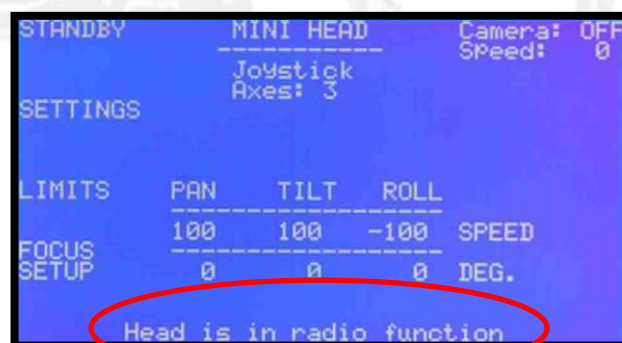 STANDBY MINI HEAD Camera: OFF
Speed: 0
Joystick
Axes: 3
SETTINGS
LIMITS PAN TILT ROLL
100 100 -100 SPEED
FOCUS
SETUP 0 0 0 DEG.
Head is in radio function